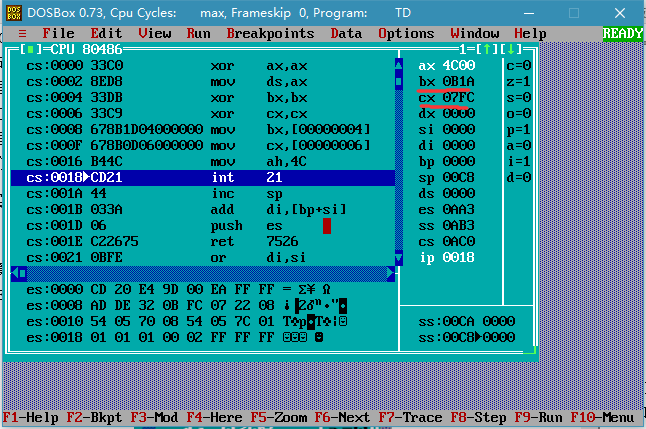 DOSBox 0.73, Cpu Cycles: max, Frameskip 0, Program: TD
≡ File Edit View Run Breakpoints Data Options Window Help READY
[■]=CPU 80486 1=[↑][↓]
cs:0000 33C0 xor ax,ax ax 4C00 c=0
cs:0002 8ED8 mov ds,ax bx 0B1A z=1
cs:0004 33DB xor bx,bx cx 07FC s=0
cs:0006 33C9 xor cx,cx dx 0000 o=0
cs:0008 678B1D04000000 mov bx,[00000004] si 0000 p=1
cs:000F 678B0D06000000 mov cx,[00000006] di 0000 a=0
cs:0016 B44C mov ah,4C bp 0000 i=1
cs:0018►CD21 int 21 sp 00C8 d=0
cs:001A 44 inc sp ds 0000
cs:001B 033A add di,[bp+si] es 0AA3
cs:001D 06 push es ss 0AB3
cs:001E C22675 ret 7526 cs 0AC0
cs:0021 0BFE or di,si ip 0018
es:0000 CD 20 E4 9D 00 EA FF FF = Σ¥ Ω
es:0008 AD DE 32 0B FC 07 22 08
es:0010 54 05 70 08 54 05 7C 01
es:0018 01 01 01 00 02 FF FF FF
ss:00CA 0000
ss:00C8►0000
F1-Help F2-Bkpt F3-Mod F4-Here F5-Zoom F6-Next F7-Trace F8-Step F9-Run F10-Menu